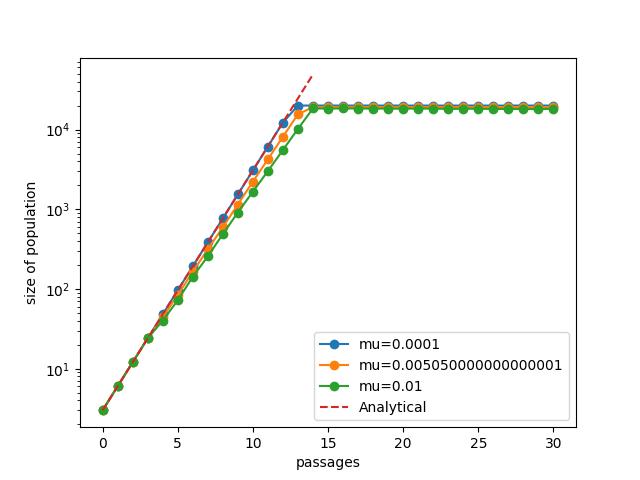 10^4
10^3
10^2
10^1
size of population
0 5 10 15 20 25 30
passages
mu=0.0001
mu=0.005050000000000001
mu=0.01
Analytical